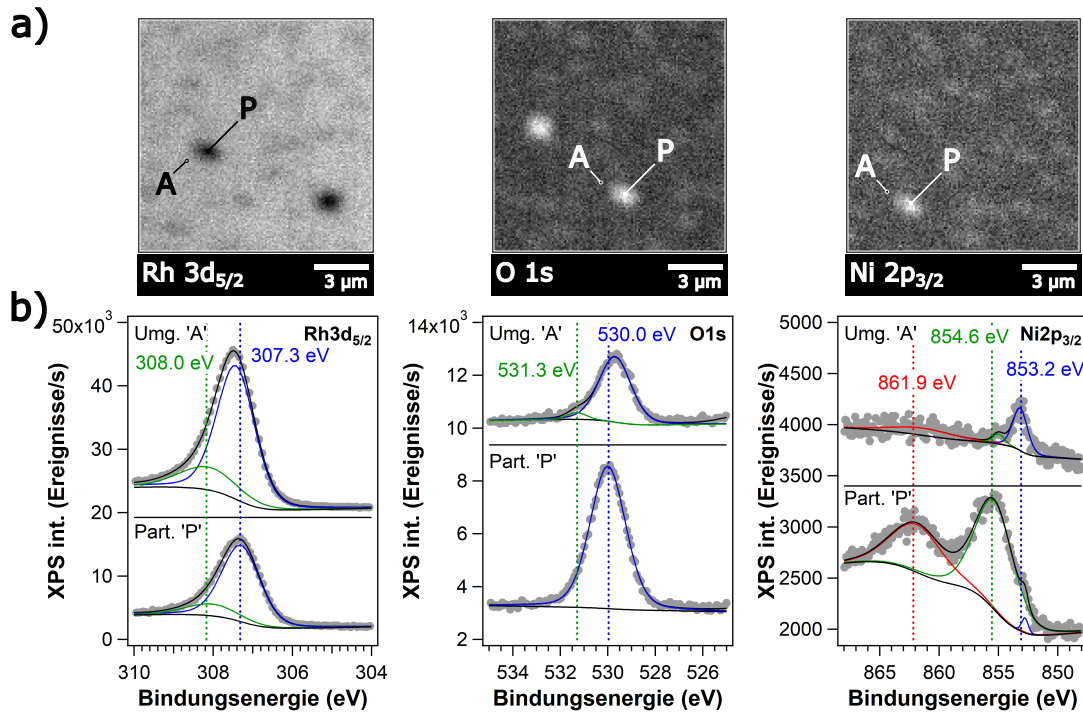 a)
P
A
Rh 3d5/2
3 µm
A
P
O 1s
3 µm
A
P
Ni 2p3/2
3 µm
b)
XPS int. (Ereignisse/s)
50x10³
40
30
20
10
0
Umg. 'A'
Rh3d5/2
308.0 eV
307.3 eV
Part. 'P'
310
308
306
304
Bindungsenergie (eV)
XPS int. (Ereignisse/s)
14x10³
12
10
8
6
4
2
Umg. 'A'
O1s
530.0 eV
531.3 eV
Part. 'P'
534
532
530
528
526
Bindungsenergie (eV)
XPS int. (Ereignisse/s)
5000
4500
4000
3500
3000
2500
2000
Umg. 'A'
Ni2p3/2
854.6 eV
853.2 eV
861.9 eV
Part. 'P'
865
860
855
850
Bindungsenergie (eV)